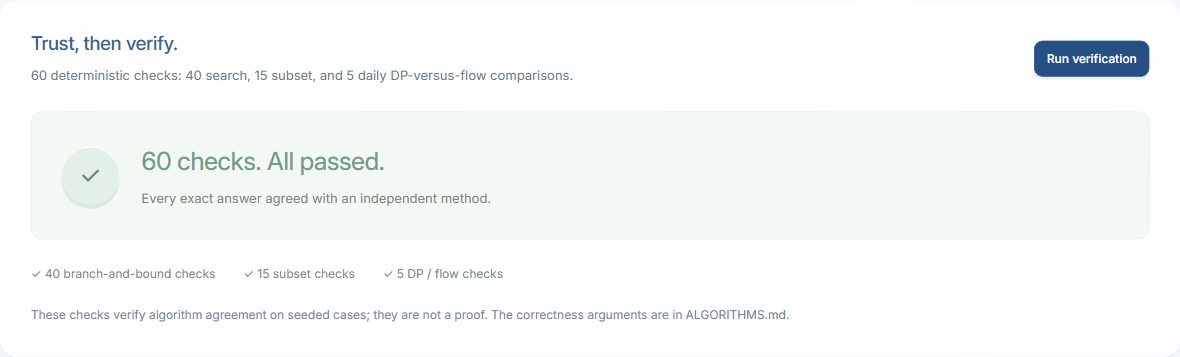 Trust, then verify.
60 deterministic checks: 40 search, 15 subset, and 5 daily DP-versus-flow comparisons.
Run verification
60 checks. All passed.
Every exact answer agreed with an independent method.
✓ 40 branch-and-bound checks ✓ 15 subset checks ✓ 5 DP / flow checks
These checks verify algorithm agreement on seeded cases; they are not a proof. The correctness arguments are in ALGORITHMS.md.